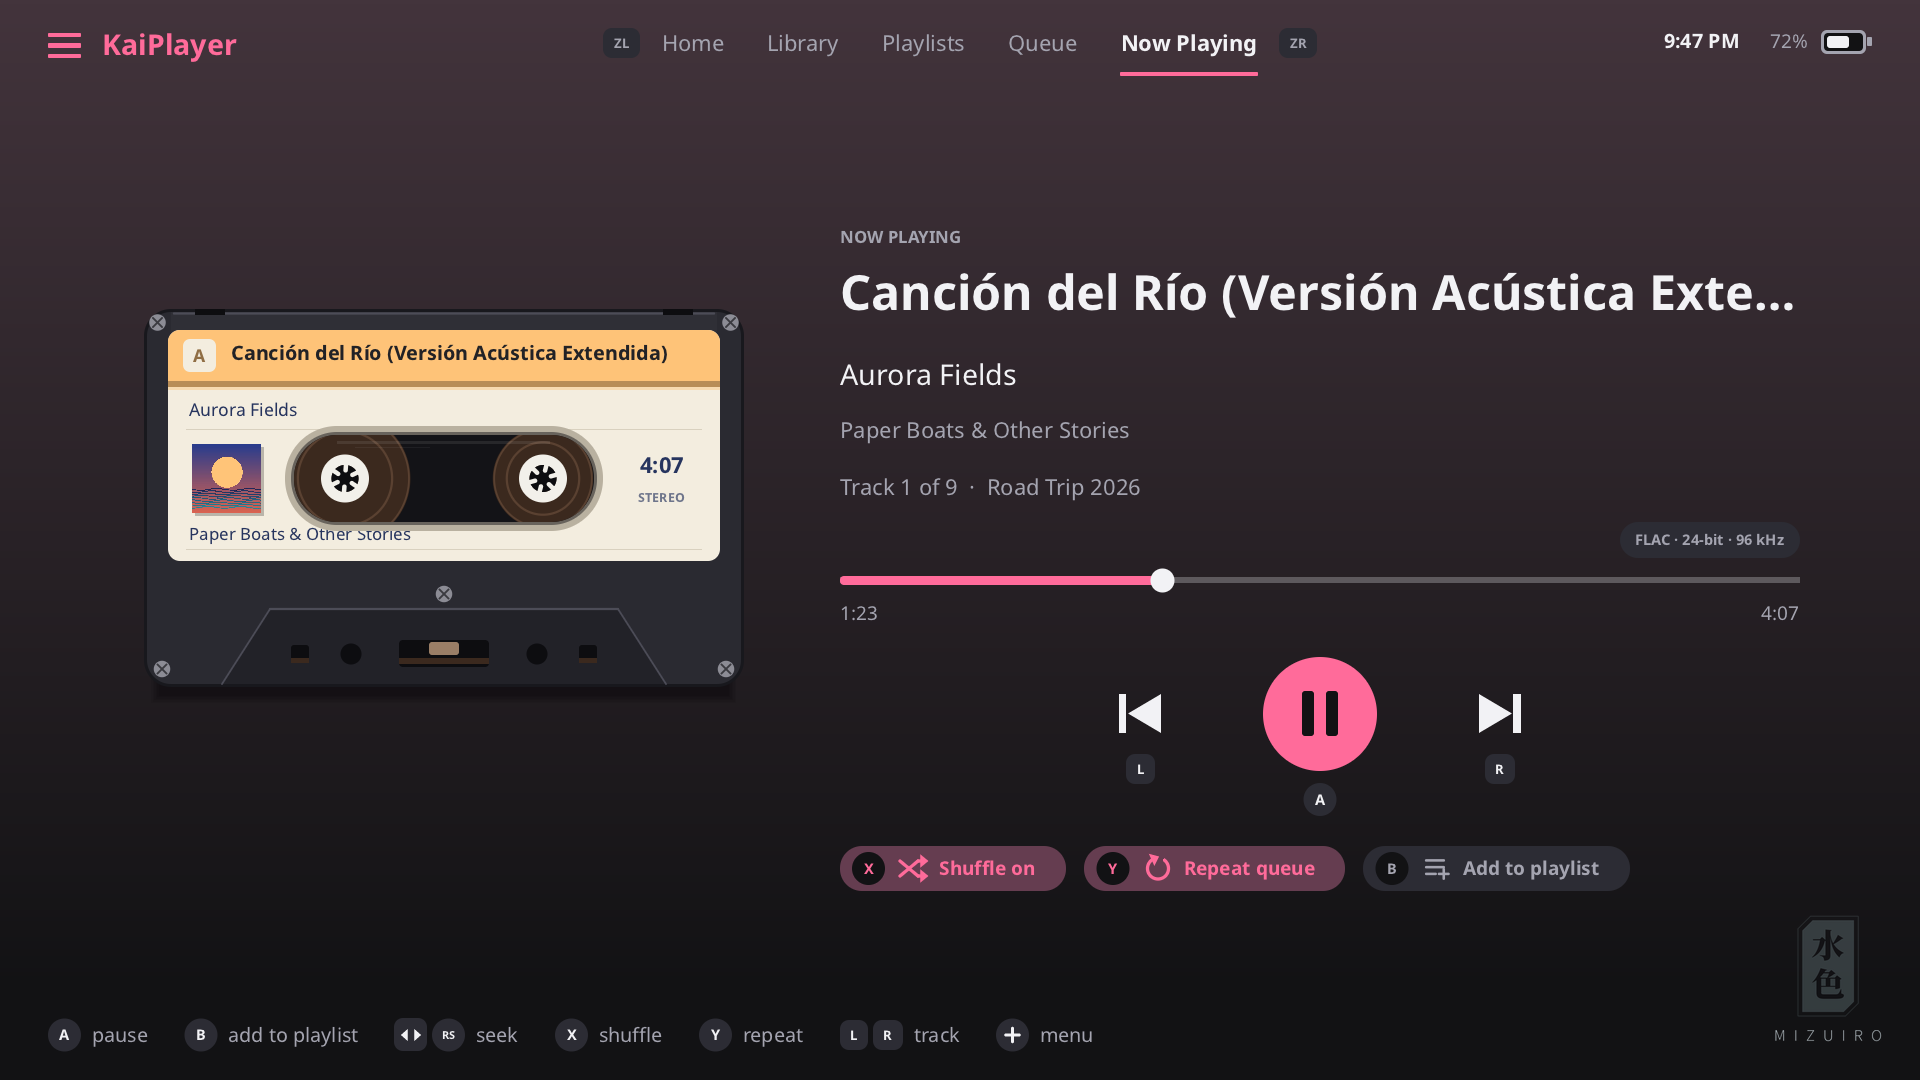 KaiPlayer
ZL Home Library Playlists Queue Now Playing ZR
9:47 PM 72%
A Canción del Río (Versión Acústica Extendida)
Aurora Fields
4:07
STEREO
Paper Boats & Other Stories
NOW PLAYING
Canción del Río (Versión Acústica Exte...
Aurora Fields
Paper Boats & Other Stories
Track 1 of 9 · Road Trip 2026
FLAC · 24-bit · 96 kHz
1:23 4:07
L A R
X Shuffle on Y Repeat queue B Add to playlist
水色
MIZUIRO
A pause B add to playlist RS seek X shuffle Y repeat L R track menu